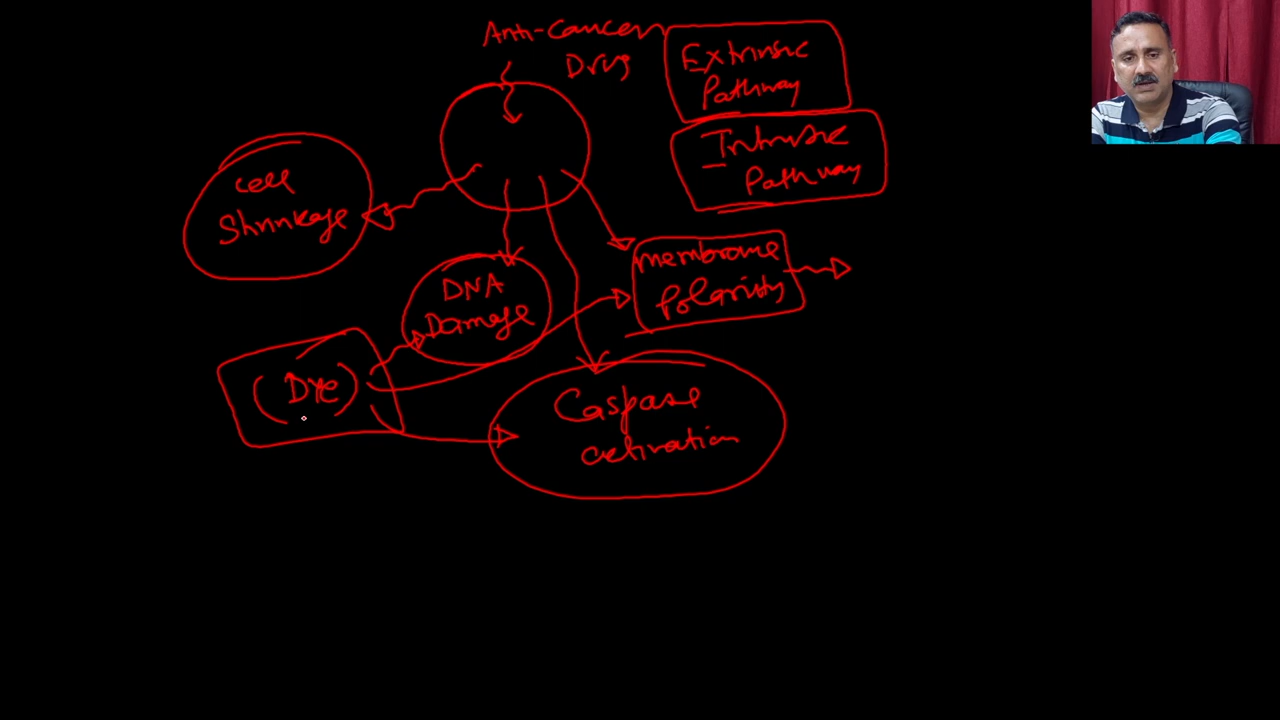 Anti-Cancer
Drug
Extrinsic
Pathway
Intrinsic
Pathway
Cell
Shrinkage
DNA
Damage
membrane
Polarity
(Dye)
Caspase
activation